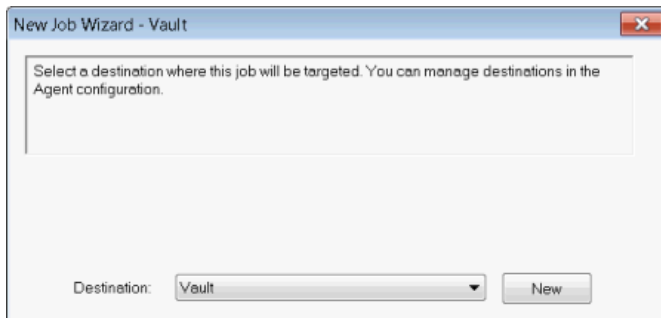 New Job Wizard - Vault
Select a destination where this job will be targeted. You can manage destinations in the
Agent configuration.
Destination: Vault New